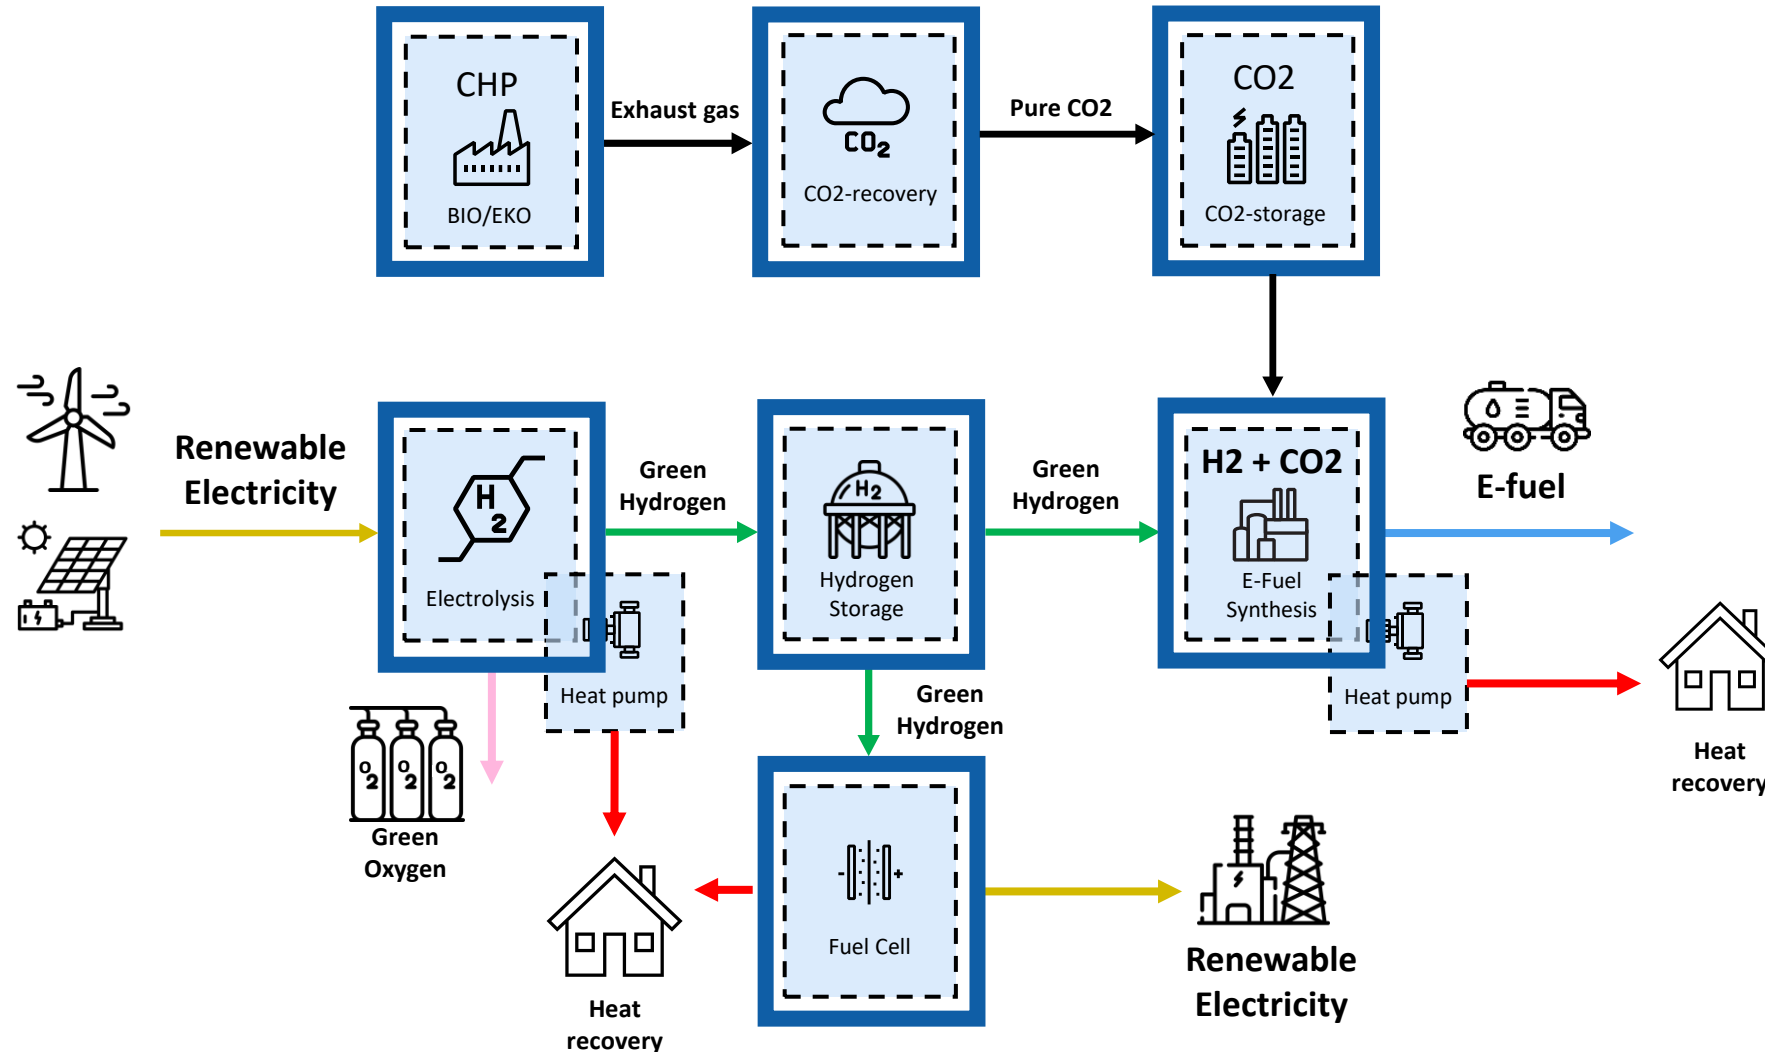 CHP
BIO/EKO
Exhaust gas
CO2
CO2-recovery
Pure CO2
CO2
CO2-storage
Renewable
Electricity
H
2
Electrolysis
Heat pump
Green
Hydrogen
H2
Hydrogen
Storage
Green
Hydrogen
H2 + CO2
E-Fuel
Synthesis
Heat pump
E-fuel
Heat
recovery
O2 O2 O2
Green
Oxygen
Green
Hydrogen
- +
Fuel Cell
Heat
recovery
Renewable
Electricity